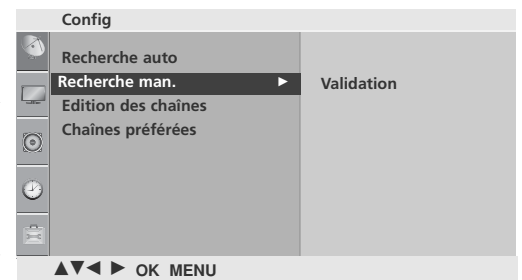 Config
Recherche auto
Recherche man. ► Validation
Edition des chaînes
Chaînes préférées
▲▼◄ ► OK MENU